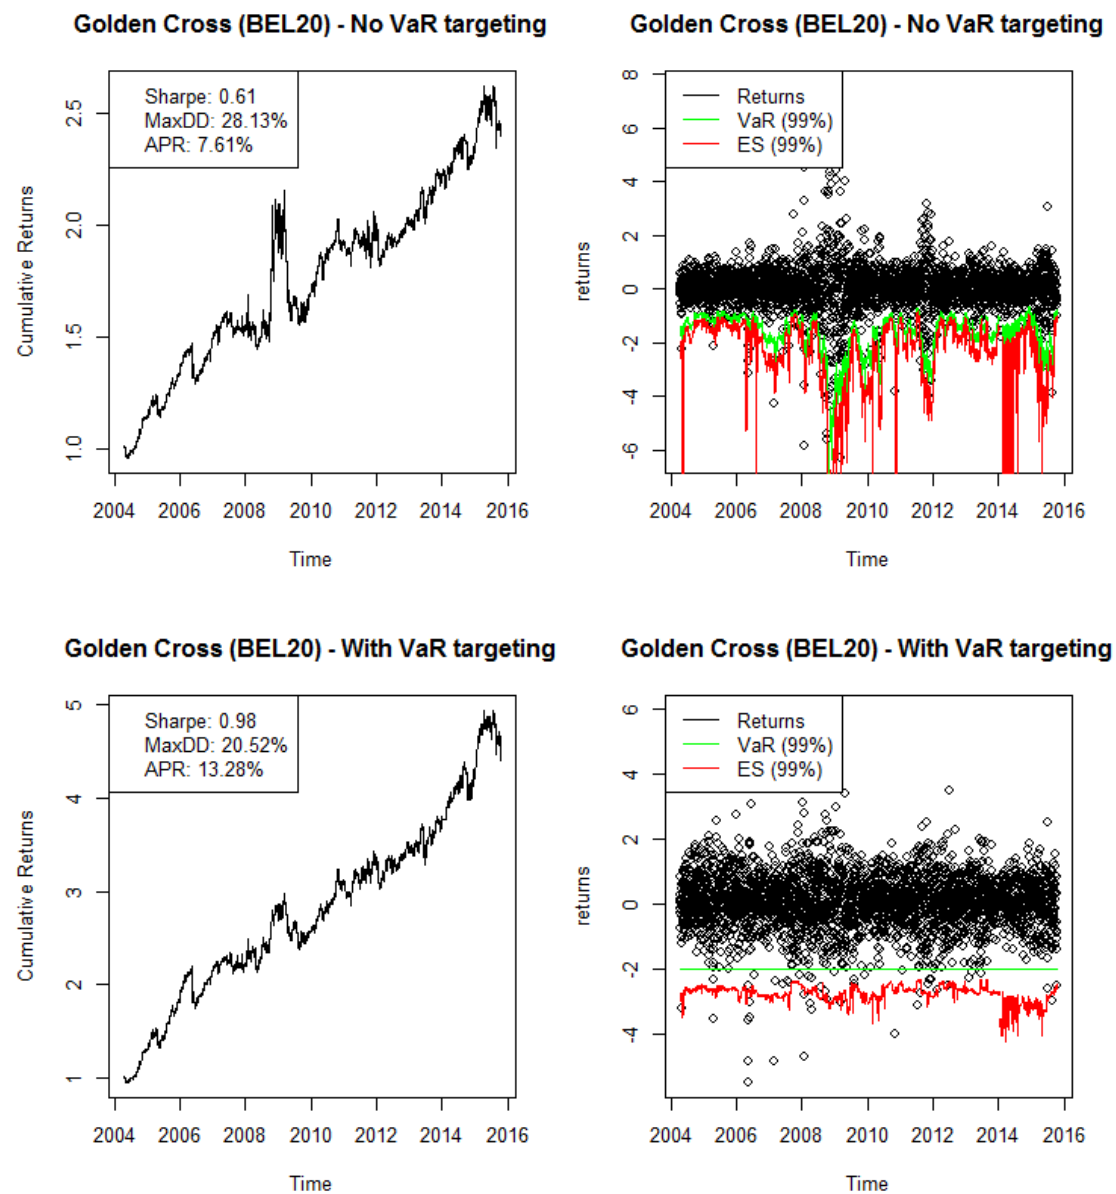 Golden Cross (BEL20) - No VaR targeting
Sharpe: 0.61
MaxDD: 28.13%
APR: 7.61%
Cumulative Returns
1.0
1.5
2.0
2.5
2004 2006 2008 2010 2012 2014 2016
Time
Golden Cross (BEL20) - No VaR targeting
Returns
VaR (99%)
ES (99%)
returns
8
6
4
2
0
-2
-4
-6
2004 2006 2008 2010 2012 2014 2016
Time
Golden Cross (BEL20) - With VaR targeting
Sharpe: 0.98
MaxDD: 20.52%
APR: 13.28%
Cumulative Returns
5
4
3
2
1
2004 2006 2008 2010 2012 2014 2016
Time
Golden Cross (BEL20) - With VaR targeting
Returns
VaR (99%)
ES (99%)
returns
6
4
2
0
-2
-4
2004 2006 2008 2010 2012 2014 2016
Time